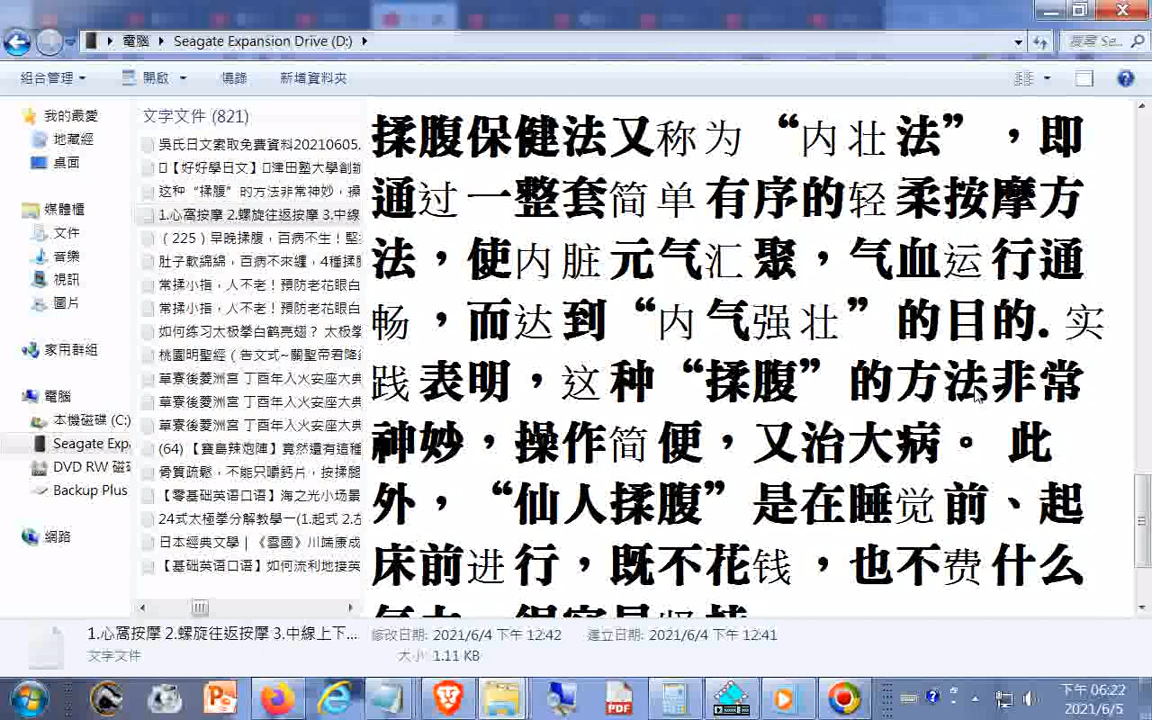 電腦 Seagate Expansion Drive (D:)
搜尋 Se...
組合管理 開啟 燒錄 新增資料夾
我的最愛
地藏經
桌面
媒體櫃
文件
音樂
視訊
圖片
家用群組
電腦
本機磁碟 (C:)
Seagate Exp
DVD RW 磁
Backup Plus
網路
文字文件 (821)
吳氏日文索取免費資料20210605.
【好好學日文】津田塾大學創
这种“揉腹”的方法非常神妙，操
1.心窩按摩 2.螺旋往返按摩 3.中線
（225）早晚揉腹，百病不生！堅
肚子軟綿綿，百病不來纏，4種揉
常揉小指，人不老！預防老花眼白
常揉小指，人不老！預防老花眼白
如何练习太极拳白鹤亮翅？ 太极拳
桃園明聖經（告文式~關聖帝君降
草寮後菱洲宮 丁酉年入火安座大典
草寮後菱洲宮 丁酉年入火安座大典
草寮後菱洲宮 丁酉年入火安座大典
(64) 【寶島辣炮陣】竟然還有這種
骨質疏鬆，不能只嚼鈣片，按揉腿
【零基础英语口语】海之光小场景
24式太極拳分解教學一(1.起式 2.左
日本經典文學｜《雪國》川端康成
【基础英语口语】如何流利地接英
揉腹保健法又称为“内壮法”，即
通过一整套简单有序的轻柔按摩方
法，使内脏元气汇聚，气血运行通
畅，而达到“内气强壮”的目的. 实
践表明，这种“揉腹”的方法非常
神妙，操作简便，又治大病。 此
外，“仙人揉腹”是在睡觉前、起
床前进行，既不花钱，也不费什么
1.心窩按摩 2.螺旋往返按摩 3.中線上下...
文字文件
修改日期: 2021/6/4 下午 12:42 建立日期: 2021/6/4 下午 12:41
大小: 1.11 KB
下午 06:22
2021/6/5